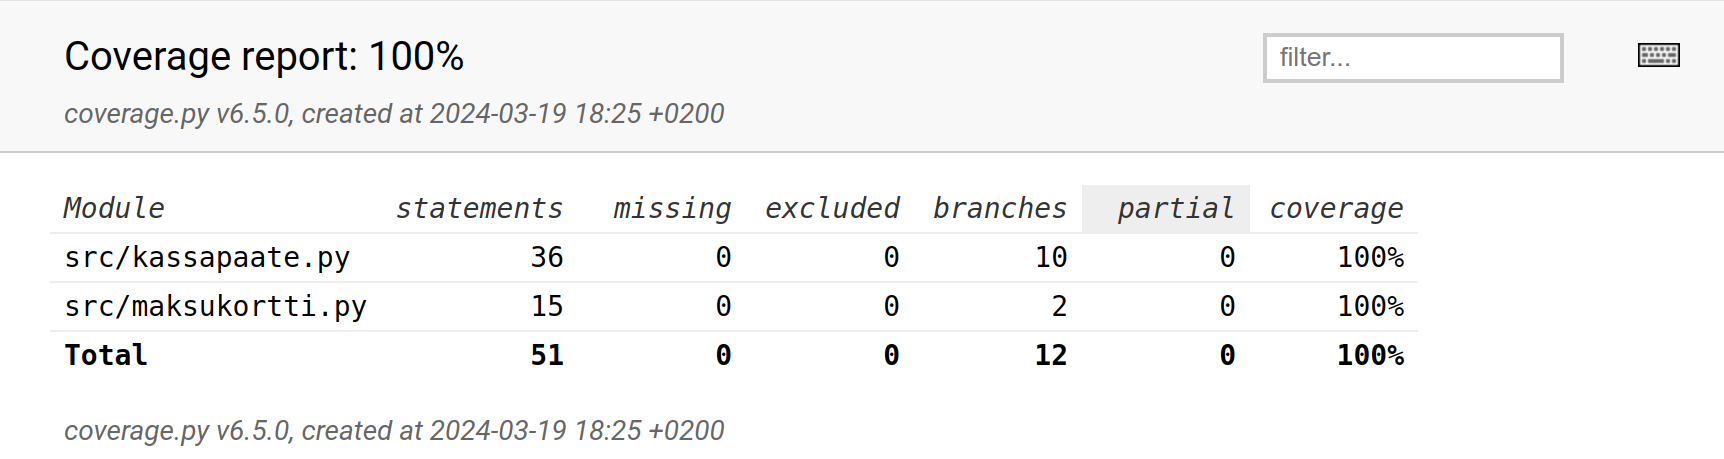 Coverage report: 100%
filter...
coverage.py v6.5.0, created at 2024-03-19 18:25 +0200
Module statements missing excluded branches partial coverage
src/kassapaate.py 36 0 0 10 0 100%
src/maksukortti.py 15 0 0 2 0 100%
Total 51 0 0 12 0 100%
coverage.py v6.5.0, created at 2024-03-19 18:25 +0200